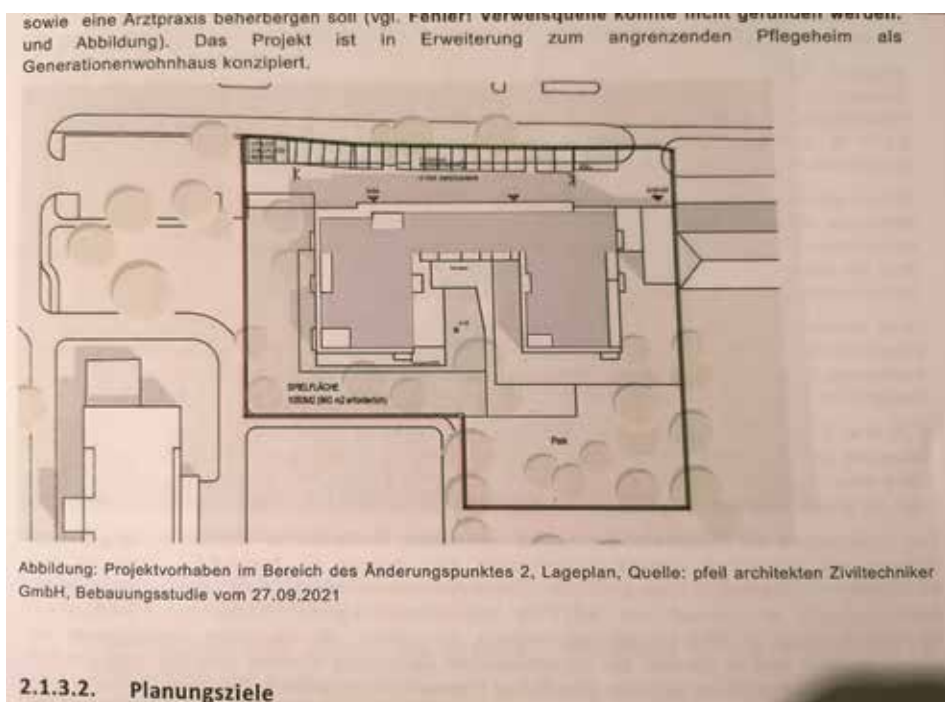 sowie eine Arztpraxis beherbergen soll (vgl. Fehler! Verweisquelle konnte nicht gefunden werden.
und Abbildung). Das Projekt ist in Erweiterung zum angrenzenden Pflegeheim als
Generationenwohnhaus konzipiert.
SPIELFLÄCHE
Park
Abbildung: Projektvorhaben im Bereich des Änderungspunktes 2, Lageplan, Quelle: pfeil architekten Ziviltechniker
GmbH, Bebauungsstudie vom 27.09.2021
2.1.3.2. Planungsziele